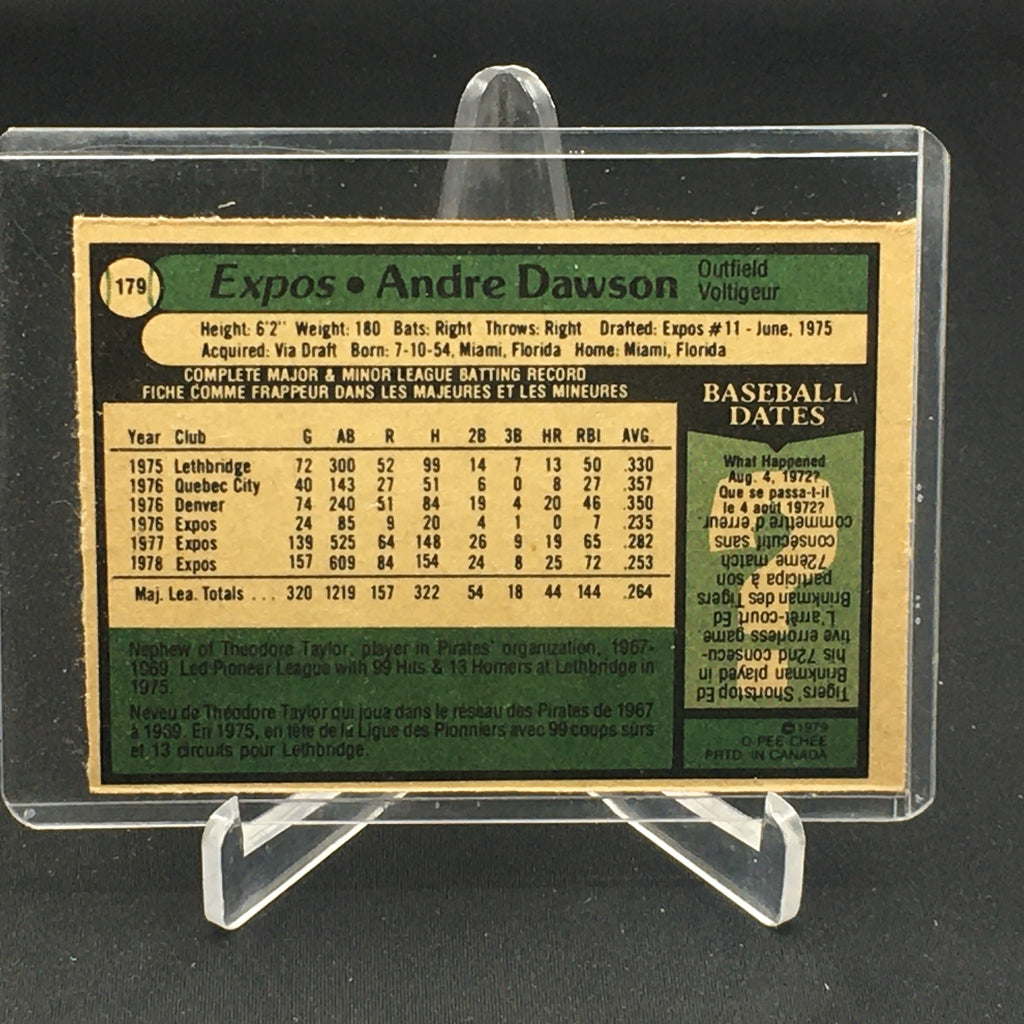 179
Expos • Andre Dawson
Outfield
Voltigeur
Height: 6'2" Weight: 180 Bats: Right Throws: Right Drafted: Expos #11 - June, 1975
Acquired: Via Draft Born: 7-10-54, Miami, Florida Home: Miami, Florida
COMPLETE MAJOR & MINOR LEAGUE BATTING RECORD
FICHE COMME FRAPPEUR DANS LES MAJEURES ET LES MINEURES
Year Club G AB R H 2B 3B HR RBI AVG.
1975 Lethbridge 72 300 52 99 14 7 13 50 .330
1976 Quebec City 40 143 27 51 6 0 8 27 .357
1976 Denver 74 240 51 84 19 4 20 46 .350
1976 Expos 24 85 9 20 4 1 0 7 .235
1977 Expos 139 525 64 148 26 9 19 65 .282
1978 Expos 157 609 84 154 24 8 25 72 .253
Maj. Lea. Totals . . . 320 1219 157 322 54 18 44 144 .264
Nephew of Theodore Taylor, player in Pirates' organization, 1967-
1969. Led Pioneer League with 99 Hits & 13 Homers at Lethbridge in
1975.
Neveu de Theodore Taylor qui joua dans le réseau des Pirates de 1967
à 1969. En 1975, en tête de la Ligue des Pionniers avec 99 coups sûrs
et 13 circuits pour Lethbridge.
BASEBALL
DATES
What Happened
Aug. 4, 1972?
Que se passa-t-il
le 4 août 1972?
Tigers' Shortstop Ed
Brinkman played in
his 72nd consecu-
tive errorless game
L'arrêt-court Ed
Brinkman des Tigers
participa à son
72ème match
consécutif sans
commettre d'erreur.
©1979
O-PEE-CHEE
PRTD. IN CANADA